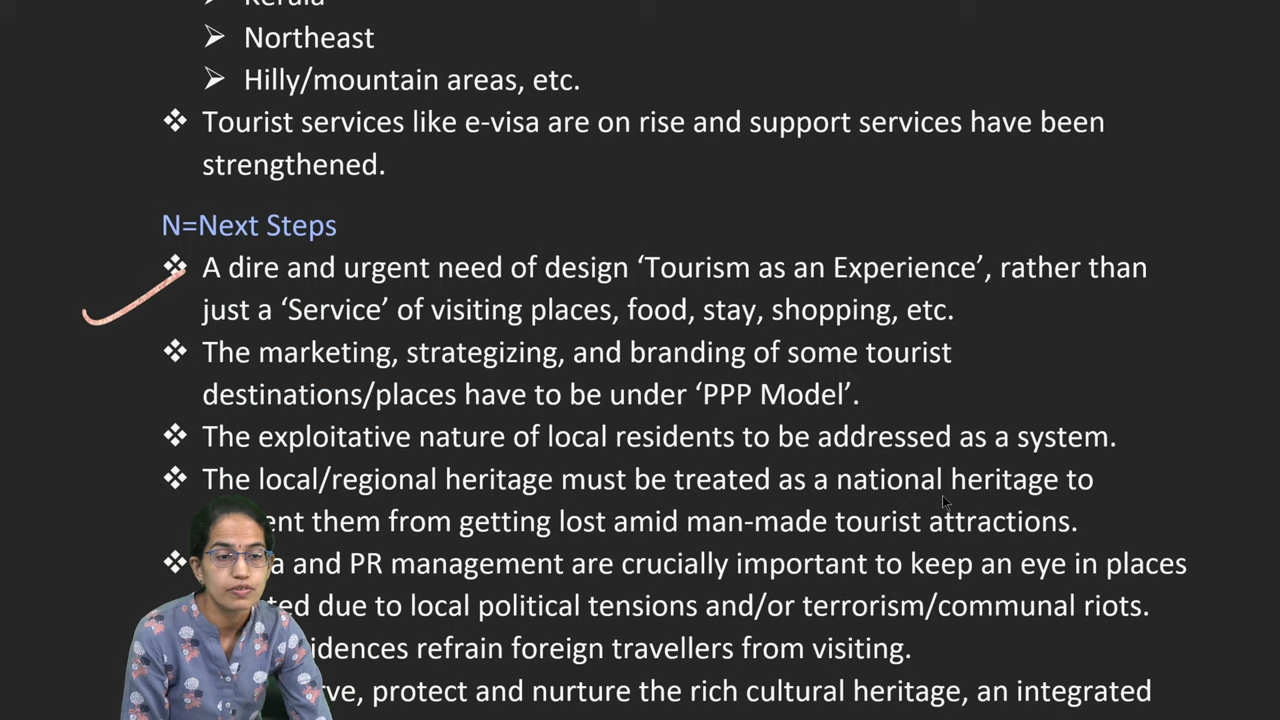 Kerala
Northeast
Hilly/mountain areas, etc.
Tourist services like e-visa are on rise and support services have been
strengthened.
N=Next Steps
A dire and urgent need of design ‘Tourism as an Experience’, rather than
just a ‘Service’ of visiting places, food, stay, shopping, etc.
The marketing, strategizing, and branding of some tourist
destinations/places have to be under ‘PPP Model’.
The exploitative nature of local residents to be addressed as a system.
The local/regional heritage must be treated as a national heritage to
them from getting lost amid man-made tourist attractions.
and PR management are crucially important to keep an eye in places
due to local political tensions and/or terrorism/communal riots.
refrain foreign travellers from visiting.
protect and nurture the rich cultural heritage, an integrated